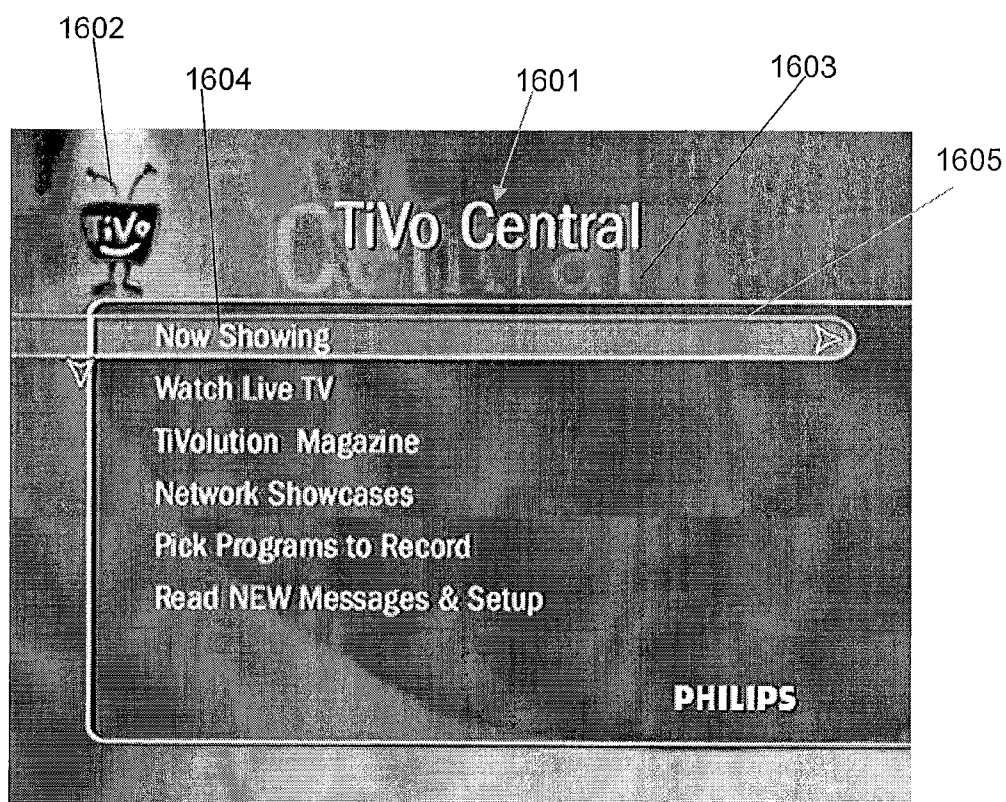 1602
1604
1601
1603
1605
TiVo
TiVo Central
Central
Now Showing
Watch Live TV
TiVolution Magazine
Network Showcases
Pick Programs to Record
Read NEW Messages & Setup
PHILIPS